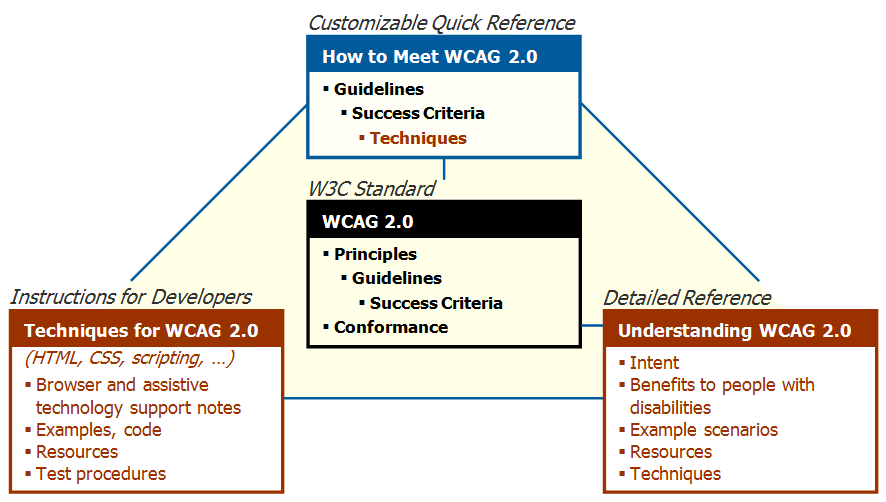 Customizable Quick Reference
How to Meet WCAG 2.0
▪ Guidelines
▪ Success Criteria
▪ Techniques
W3C Standard
WCAG 2.0
▪ Principles
▪ Guidelines
▪ Success Criteria
▪ Conformance
Instructions for Developers
Techniques for WCAG 2.0
(HTML, CSS, scripting, ...)
▪ Browser and assistive
technology support notes
▪ Examples, code
▪ Resources
▪ Test procedures
Detailed Reference
Understanding WCAG 2.0
▪ Intent
▪ Benefits to people with
disabilities
▪ Example scenarios
▪ Resources
▪ Techniques